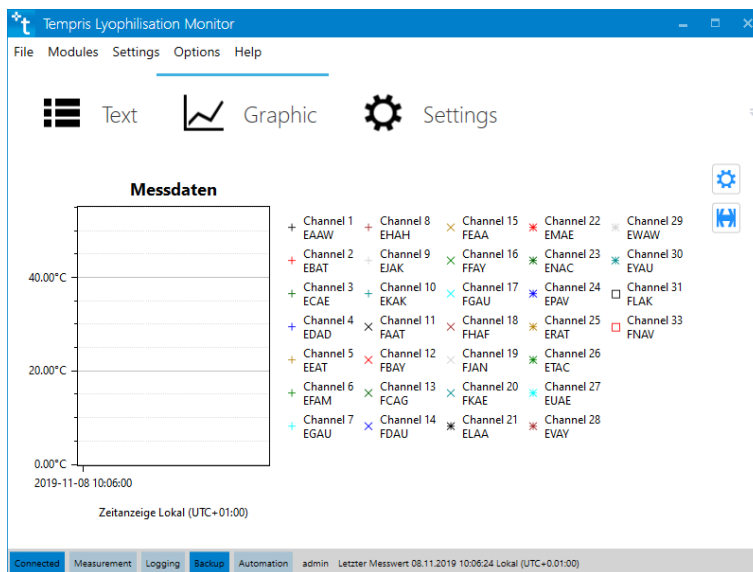 Tempris Lyophilisation Monitor
File Modules Settings Options Help
Text Graphic Settings
Messdaten
40.00°C
20.00°C
0.00°C
2019-11-08 10:06:00
Zeitanzeige Lokal (UTC+01:00)
Channel 1
EAAW
Channel 2
EBAT
Channel 3
ECAE
Channel 4
EDAD
Channel 5
EEAT
Channel 6
EFAM
Channel 7
EGAU
Channel 8
EHAH
Channel 9
EJAK
Channel 10
EKAK
Channel 11
FAAT
Channel 12
FBAY
Channel 13
FCAG
Channel 14
FDAU
Channel 15
FEAA
Channel 16
FFAY
Channel 17
FGAU
Channel 18
FHAF
Channel 19
FJAN
Channel 20
FKAE
Channel 21
ELAA
Channel 22
EMAE
Channel 23
ENAC
Channel 24
EPAV
Channel 25
ERAT
Channel 26
ETAC
Channel 27
EUAE
Channel 28
EVAY
Channel 29
EWAW
Channel 30
EYAU
Channel 31
FLAK
Channel 33
FNAV
Connected Measurement Logging Backup Automation admin Letzter Messwert 08.11.2019 10:06:24 Lokal (UTC+0.01:00)